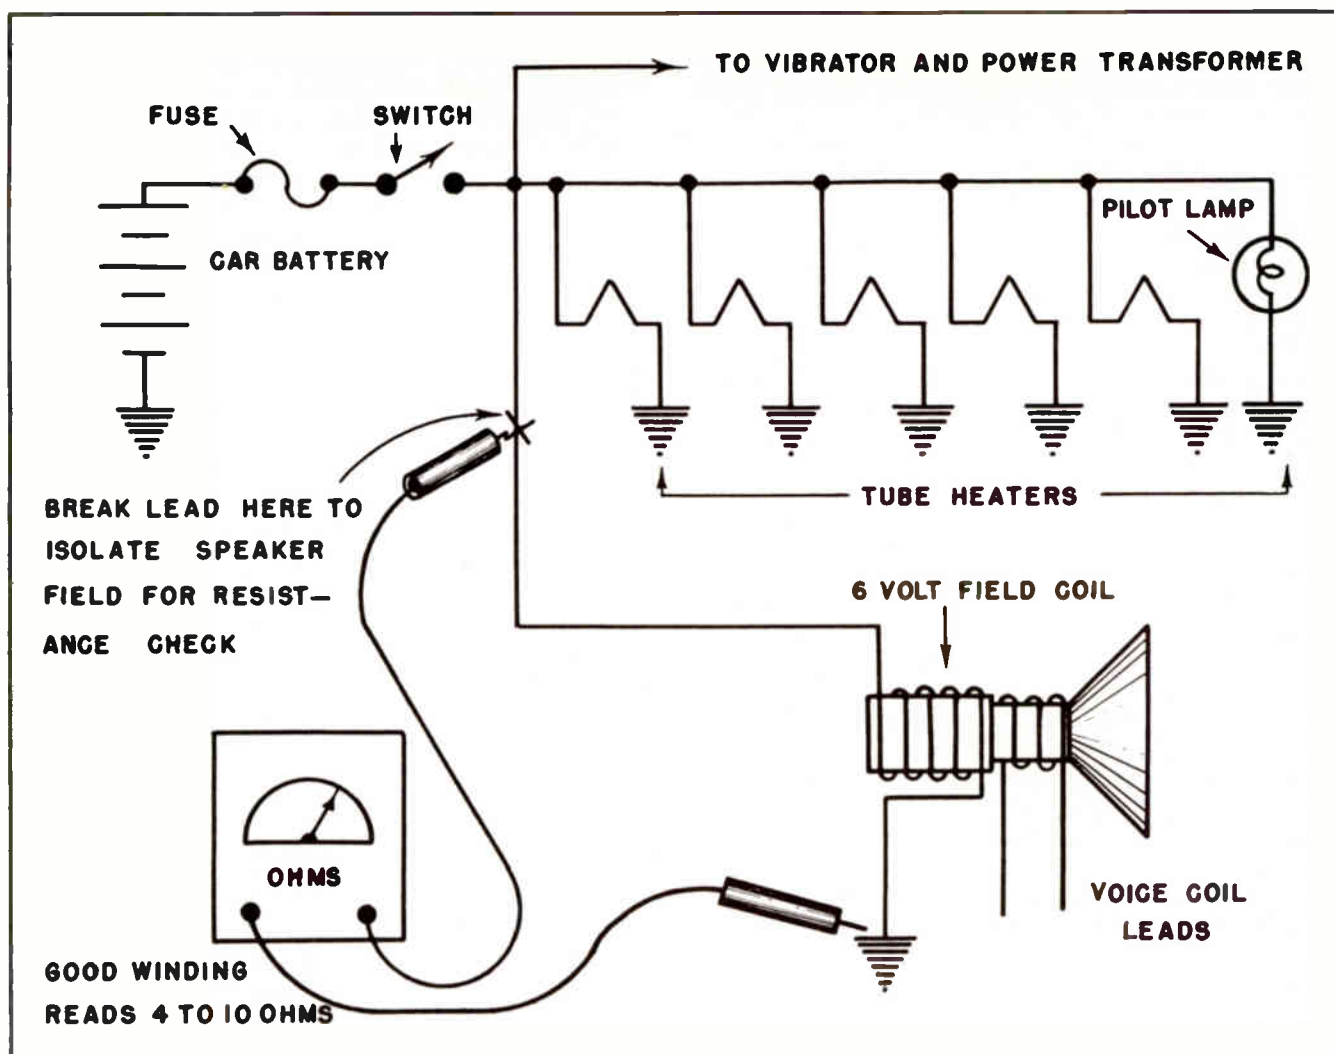 TO VIBRATOR AND POWER TRANSFORMER
FUSE
SWITCH
PILOT LAMP
CAR BATTERY
BREAK LEAD HERE TO
ISOLATE SPEAKER
FIELD FOR RESIST-
ANCE CHECK
TUBE HEATERS
6 VOLT FIELD COIL
OHMS
VOICE COIL
LEADS
GOOD WINDING
READS 4 TO 10 OHMS